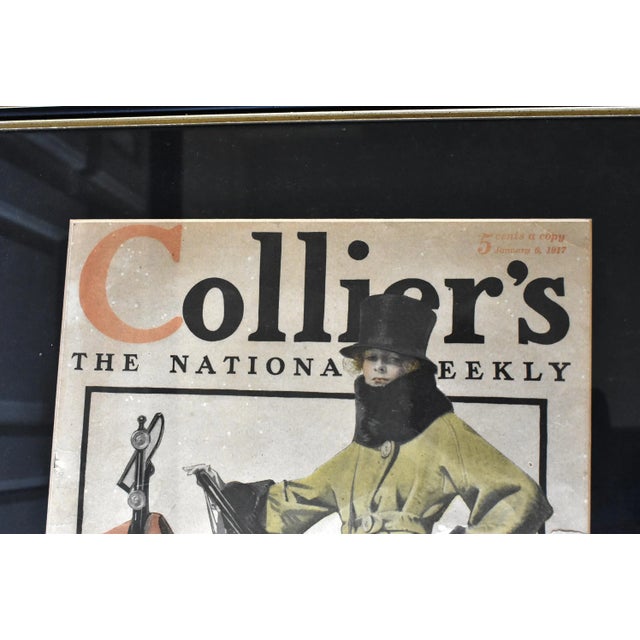 Collier's
5 cents a copy
January 6, 1917
THE NATIONA EEKLY